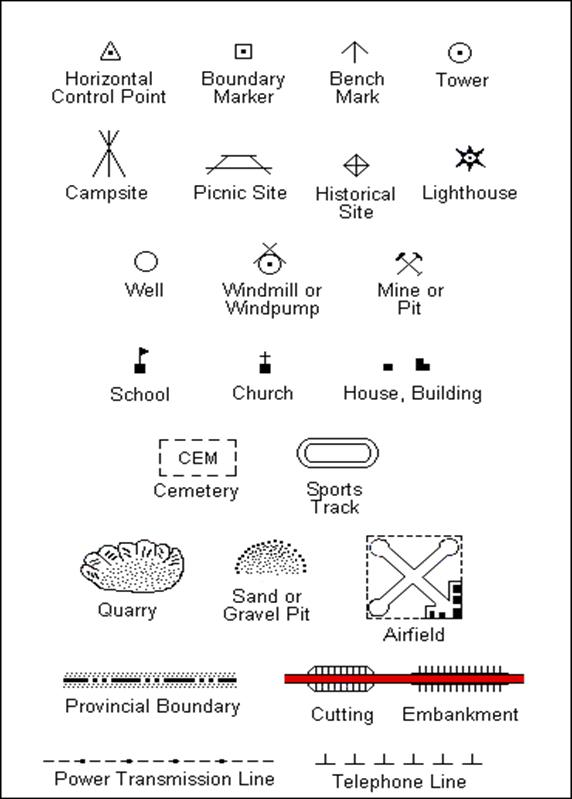 Horizontal
Control Point
Boundary
Marker
Bench
Mark
Tower
Campsite
Picnic Site
Historical
Site
Lighthouse
Well
Windmill or
Windpump
Mine or
Pit
School
Church
House, Building
CEM
Cemetery
Sports
Track
Quarry
Sand or
Gravel Pit
Airfield
Provincial Boundary
Cutting
Embankment
Power Transmission Line
Telephone Line